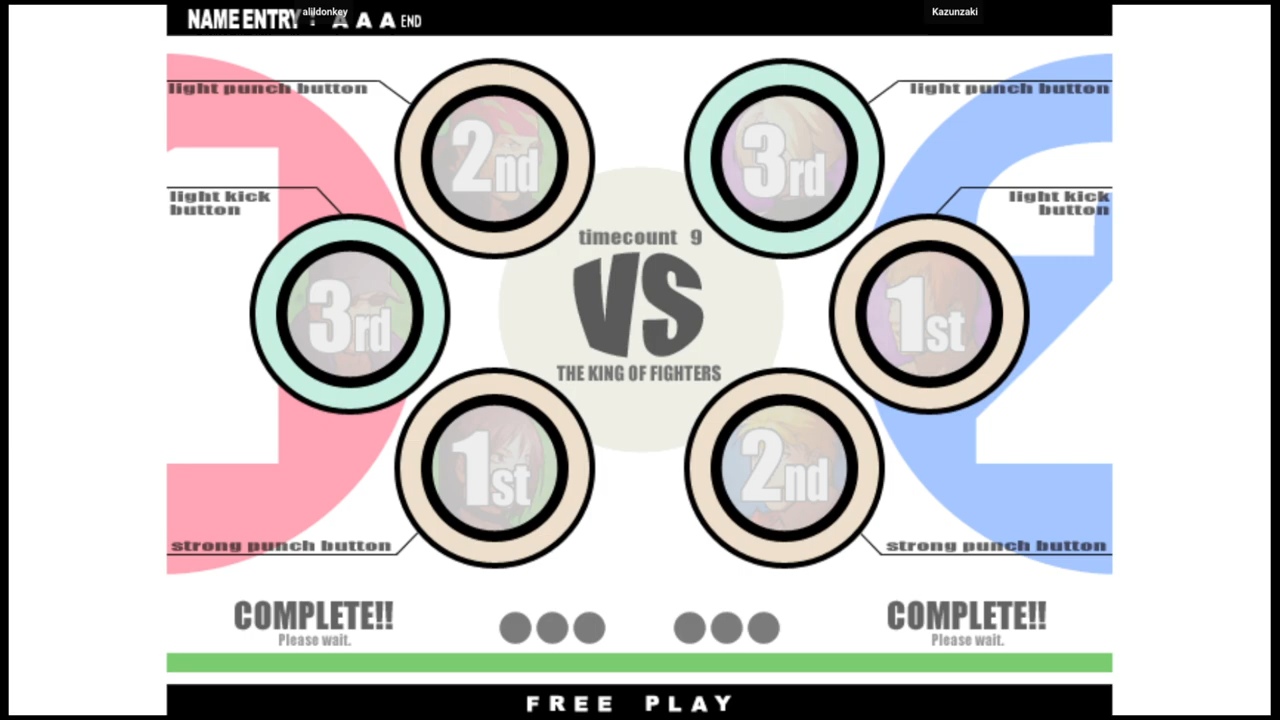 NAME ENTRY : A A A END
alildonkey
Kazunzaki
light punch button
light punch button
2nd
3rd
light kick
button
light kick
button
timecount 9
VS
THE KING OF FIGHTERS
3rd
1st
1st
2nd
strong punch button
strong punch button
COMPLETE!!
Please wait.
COMPLETE!!
Please wait.
FREE PLAY